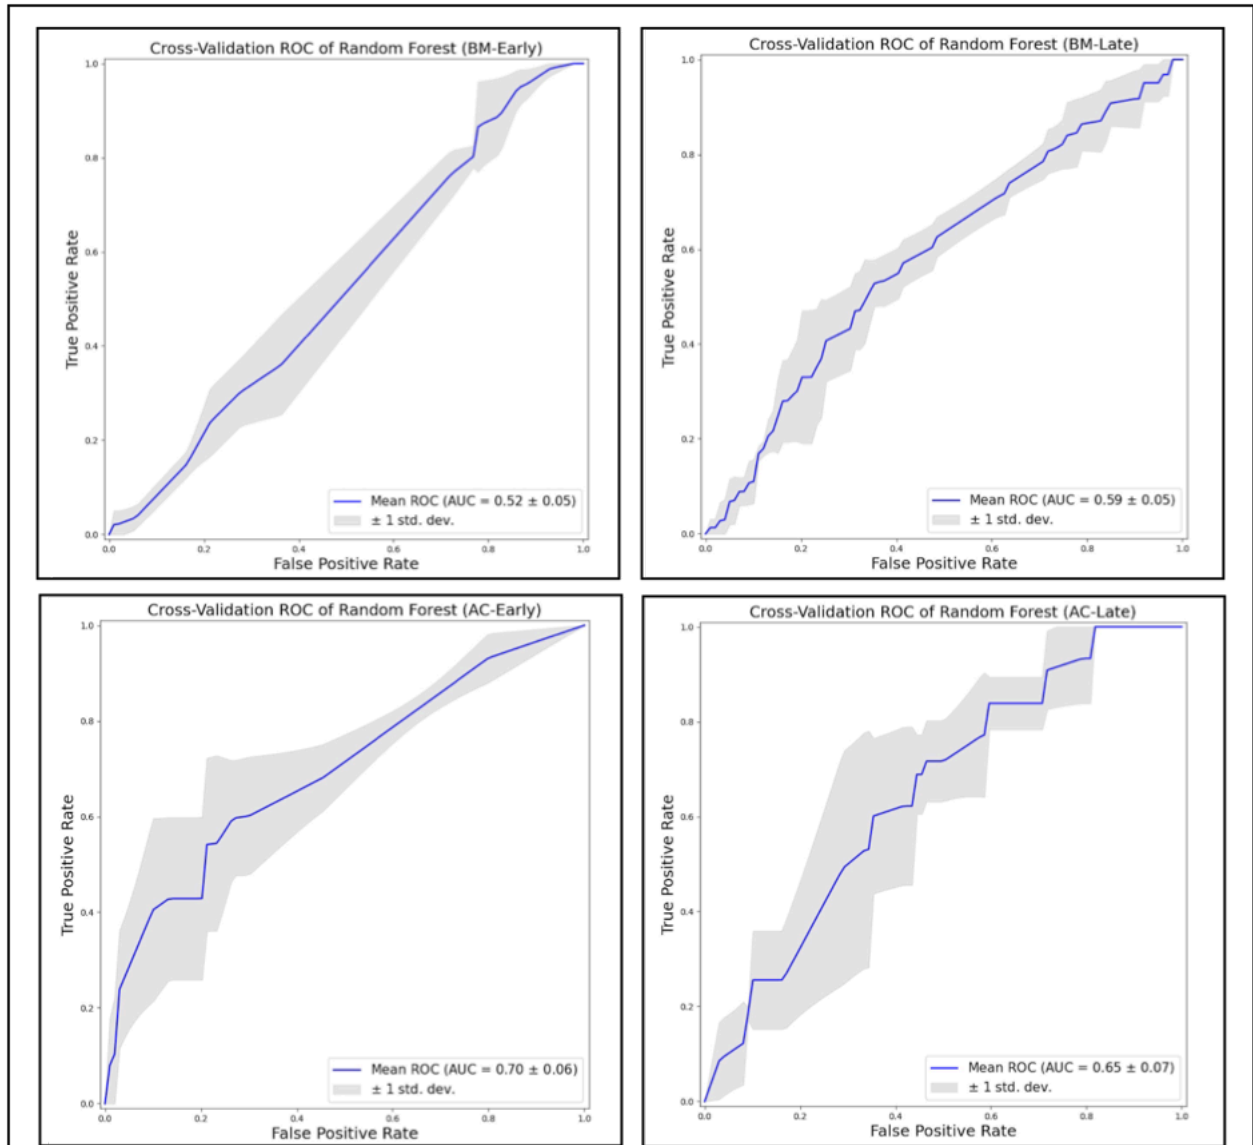 Cross-Validation ROC of Random Forest (BM-Early)
1.0
0.8
0.6
0.4
0.2
0.0
True Positive Rate
Mean ROC (AUC = 0.52 ± 0.05)
± 1 std. dev.
0.0 0.2 0.4 0.6 0.8 1.0
False Positive Rate
Cross-Validation ROC of Random Forest (BM-Late)
1.0
0.8
0.6
0.4
0.2
0.0
True Positive Rate
Mean ROC (AUC = 0.59 ± 0.05)
± 1 std. dev.
0.0 0.2 0.4 0.6 0.8 1.0
False Positive Rate
Cross-Validation ROC of Random Forest (AC-Early)
1.0
0.8
0.6
0.4
0.2
0.0
True Positive Rate
Mean ROC (AUC = 0.70 ± 0.06)
± 1 std. dev.
0.0 0.2 0.4 0.6 0.8 1.0
False Positive Rate
Cross-Validation ROC of Random Forest (AC-Late)
1.0
0.8
0.6
0.4
0.2
0.0
True Positive Rate
Mean ROC (AUC = 0.65 ± 0.07)
± 1 std. dev.
0.0 0.2 0.4 0.6 0.8 1.0
False Positive Rate